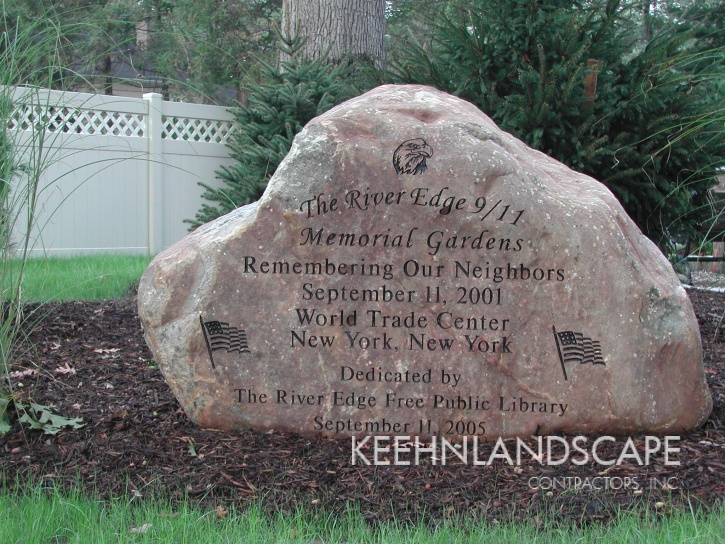 The River Edge 9/11
Memorial Gardens
Remembering Our Neighbors
September 11, 2001
World Trade Center
New York, New York
Dedicated by
The River Edge Free Public Library
September 11, 2005
KEEHNLANDSCAPE
CONTRACTORS, INC.